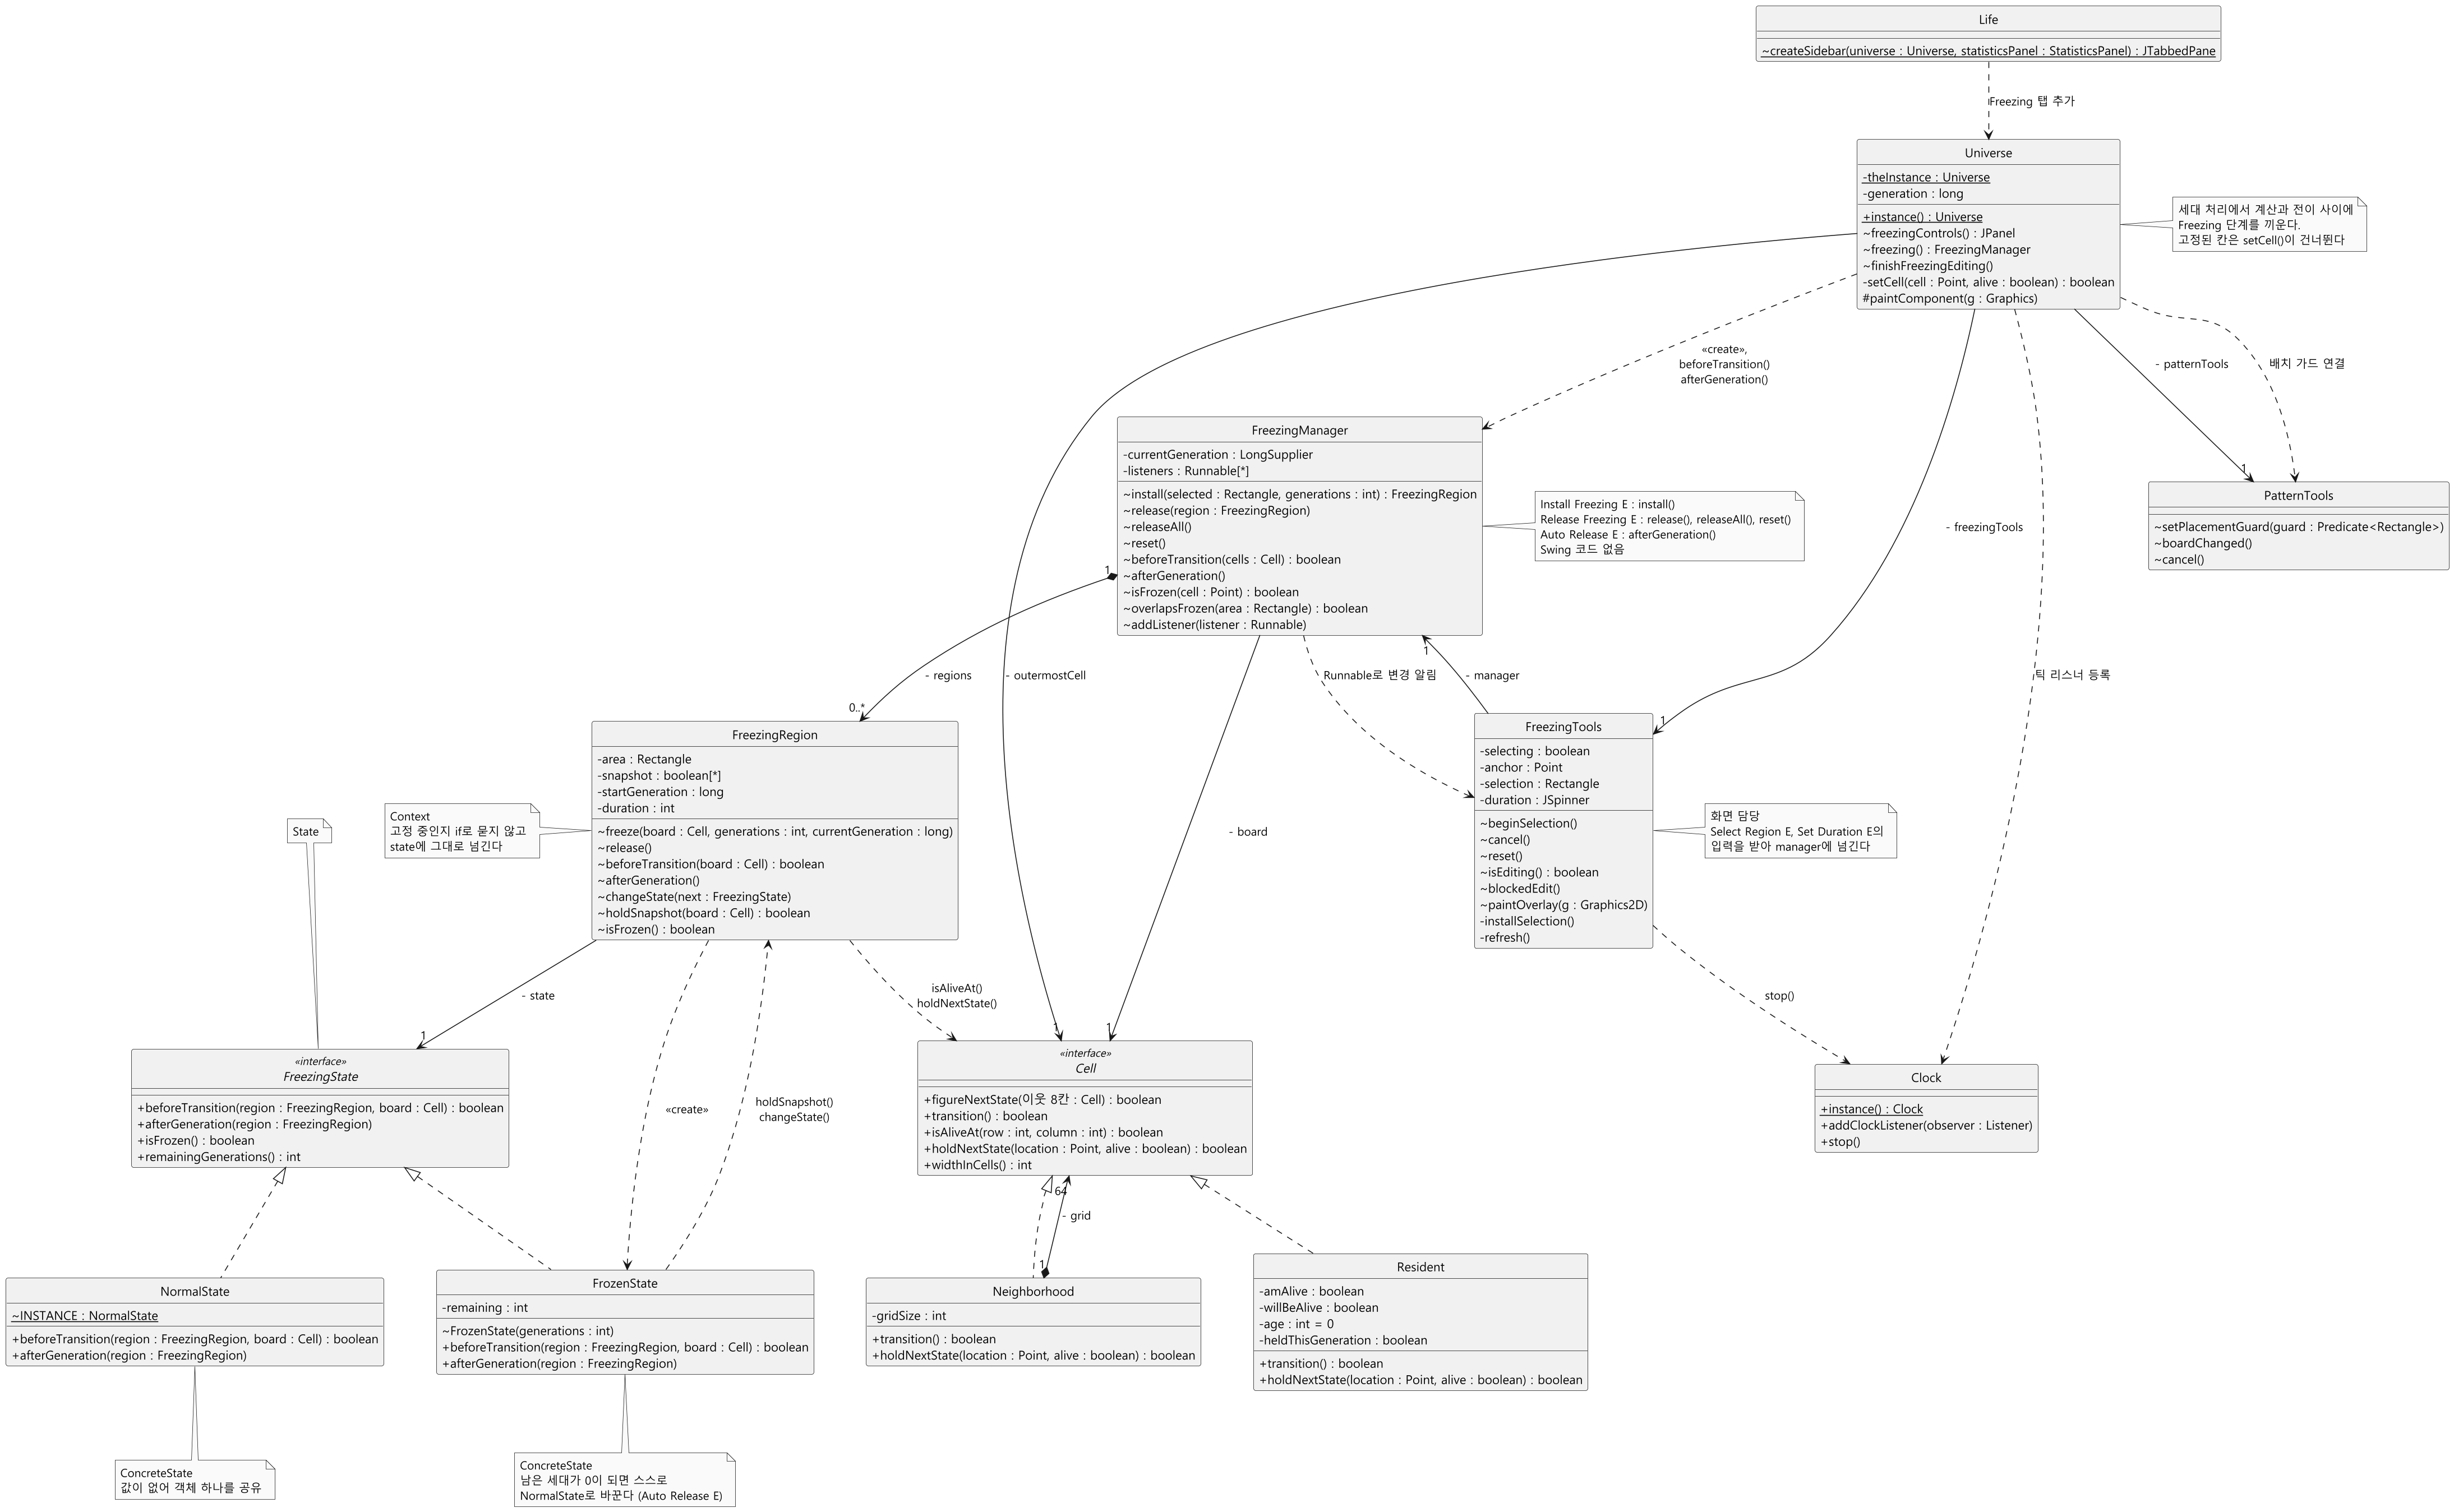 Life
~createSidebar(universe : Universe, statisticsPanel : StatisticsPanel) : JTabbedPane
Freezing 탭 추가
Universe
-theInstance : Universe
-generation : long
+instance() : Universe
~freezingControls() : JPanel
~freezing() : FreezingManager
~finishFreezingEditing()
-setCell(cell : Point, alive : boolean) : boolean
#paintComponent(g : Graphics)
세대 처리에서 계산과 전이 사이에
Freezing 단계를 끼운다.
고정된 칸은 setCell()이 건너뛴다
«create»,
beforeTransition()
afterGeneration()
- patternTools
배치 가드 연결
FreezingManager
-currentGeneration : LongSupplier
-listeners : Runnable[*]
~install(selected : Rectangle, generations : int) : FreezingRegion
~release(region : FreezingRegion)
~releaseAll()
~reset()
~beforeTransition(cells : Cell) : boolean
~afterGeneration()
~isFrozen(cell : Point) : boolean
~overlapsFrozen(area : Rectangle) : boolean
~addListener(listener : Runnable)
Install Freezing E : install()
Release Freezing E : release(), releaseAll(), reset()
Auto Release E : afterGeneration()
Swing 코드 없음
- freezingTools
1
PatternTools
~setPlacementGuard(guard : Predicate<Rectangle>)
~boardChanged()
~cancel()
1
1
- regions
- outermostCell
Runnable로 변경 알림
- manager
틱 리스너 등록
0..*
1
FreezingRegion
-area : Rectangle
-snapshot : boolean[*]
-startGeneration : long
-duration : int
~freeze(board : Cell, generations : int, currentGeneration : long)
~release()
~beforeTransition(board : Cell) : boolean
~afterGeneration()
~changeState(next : FreezingState)
~holdSnapshot(board : Cell) : boolean
~isFrozen() : boolean
FreezingTools
-selecting : boolean
-anchor : Point
-selection : Rectangle
-duration : JSpinner
~beginSelection()
~cancel()
~reset()
~isEditing() : boolean
~blockedEdit()
~paintOverlay(g : Graphics2D)
-installSelection()
-refresh()
State
Context
고정 중인지 if로 묻지 않고
state에 그대로 넘긴다
- board
화면 담당
Select Region E, Set Duration E의
입력을 받아 manager에 넘긴다
- state
isAliveAt()
holdNextState()
stop()
1
1
1
FreezingState
«interface»
+beforeTransition(region : FreezingRegion, board : Cell) : boolean
+afterGeneration(region : FreezingRegion)
+isFrozen() : boolean
+remainingGenerations() : int
«create»
holdSnapshot()
changeState()
«interface»
Cell
+figureNextState(이웃 8칸 : Cell) : boolean
+transition() : boolean
+isAliveAt(row : int, column : int) : boolean
+holdNextState(location : Point, alive : boolean) : boolean
+widthInCells() : int
Clock
+instance() : Clock
+addClockListener(observer : Listener)
+stop()
64
- grid
1
NormalState
~INSTANCE : NormalState
+beforeTransition(region : FreezingRegion, board : Cell) : boolean
+afterGeneration(region : FreezingRegion)
FrozenState
-remaining : int
~FrozenState(generations : int)
+beforeTransition(region : FreezingRegion, board : Cell) : boolean
+afterGeneration(region : FreezingRegion)
Neighborhood
-gridSize : int
+transition() : boolean
+holdNextState(location : Point, alive : boolean) : boolean
Resident
-amAlive : boolean
-willBeAlive : boolean
-age : int = 0
-heldThisGeneration : boolean
+transition() : boolean
+holdNextState(location : Point, alive : boolean) : boolean
ConcreteState
값이 없어 객체 하나를 공유
ConcreteState
남은 세대가 0이 되면 스스로
NormalState로 바꾼다 (Auto Release E)